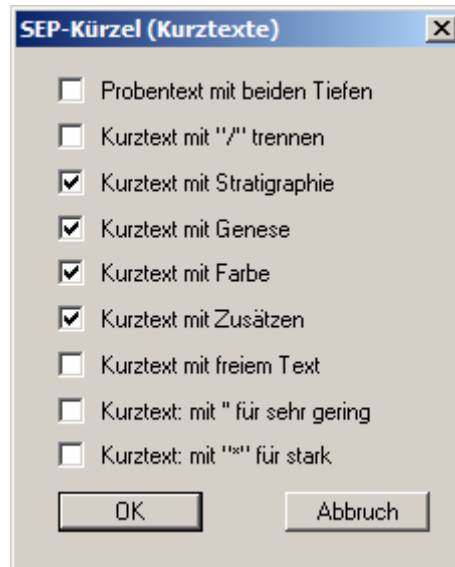 SEP-Kürzel (Kurztexte)
Probentext mit beiden Tiefen
Kurztext mit "/" trennen
Kurztext mit Stratigraphie
Kurztext mit Genese
Kurztext mit Farbe
Kurztext mit Zusätzen
Kurztext mit freiem Text
Kurztext: mit " für sehr gering
Kurztext: mit "*" für stark
OK Abbruch